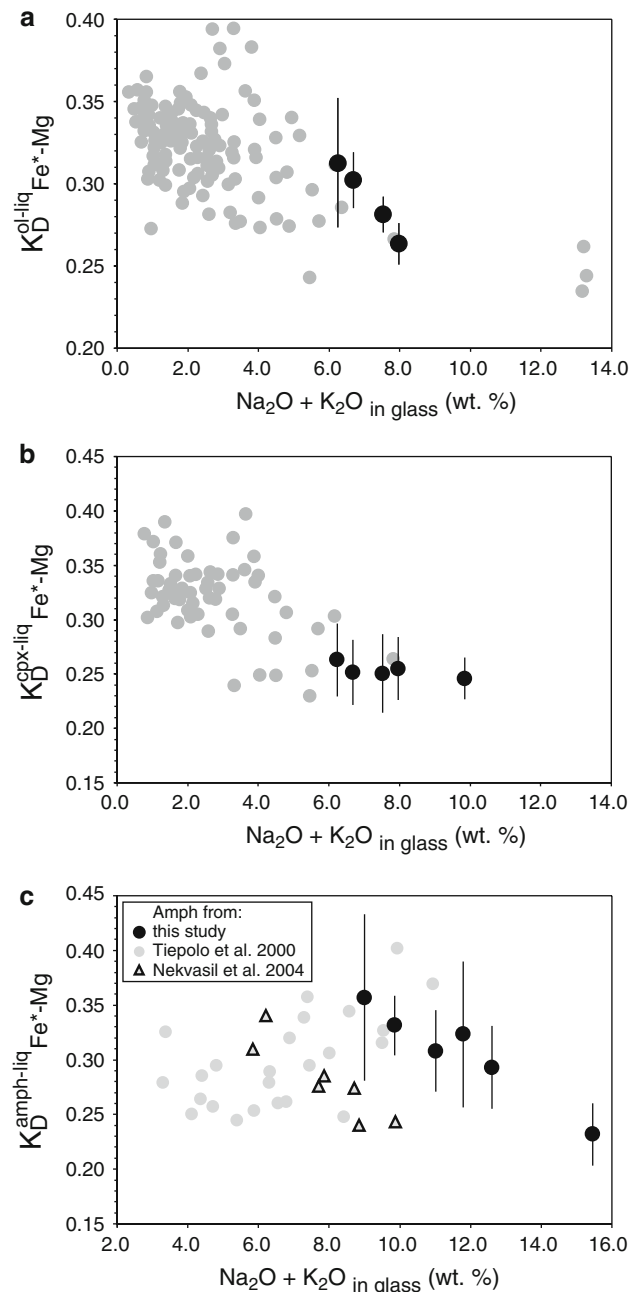 a
0.40
0.35
0.30
0.25
0.20
K_D^ol-liq Fe*-Mg
0.0 2.0 4.0 6.0 8.0 10.0 12.0 14.0
Na₂O + K₂O in glass (wt. %)
b
0.45
0.40
0.35
0.30
0.25
0.20
0.15
K_D^cpx-liq Fe*-Mg
0.0 2.0 4.0 6.0 8.0 10.0 12.0 14.0
Na₂O + K₂O in glass (wt. %)
c
0.45
0.40
0.35
0.30
0.25
0.20
0.15
K_D^amph-liq Fe*-Mg
Amph from:
this study
Tiepolo et al. 2000
Nekvasil et al. 2004
2.0 4.0 6.0 8.0 10.0 12.0 14.0 16.0
Na₂O + K₂O in glass (wt. %)